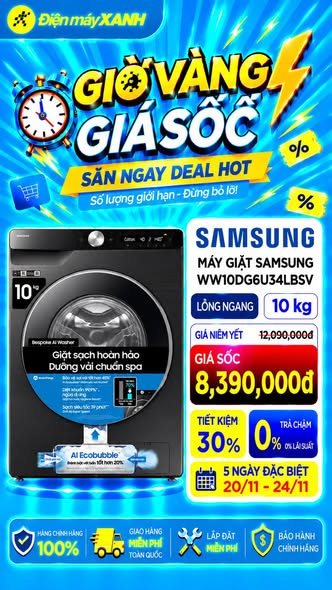 Điện máy XANH
GIỜ VÀNG
GIÁ SỐC
SĂN NGAY DEAL HOT
Số lượng giới hạn - Đừng bỏ lỡ!
%
%
SAMSUNG
MÁY GIẶT SAMSUNG
WW10DG6U34LBSV
LỒNG NGANG
10 kg
GIÁ NIÊM YẾT
12,090,000đ
GIÁ SỐC
8,390,000đ
TIẾT KIỆM
30%
0%
TRẢ CHẬM
0% LÃI SUẤT
5 NGÀY ĐẶC BIỆT
20/11 - 24/11
10 kg
Bespoke AI Washer
Giặt sạch hoàn hảo
Dưỡng vải chuẩn spa
AI Ecobubble
HÀNG CHÍNH HÃNG
100%
GIAO HÀNG
MIỄN PHÍ
TOÀN QUỐC
LẮP ĐẶT
MIỄN PHÍ
BẢO HÀNH
CHÍNH HÃNG